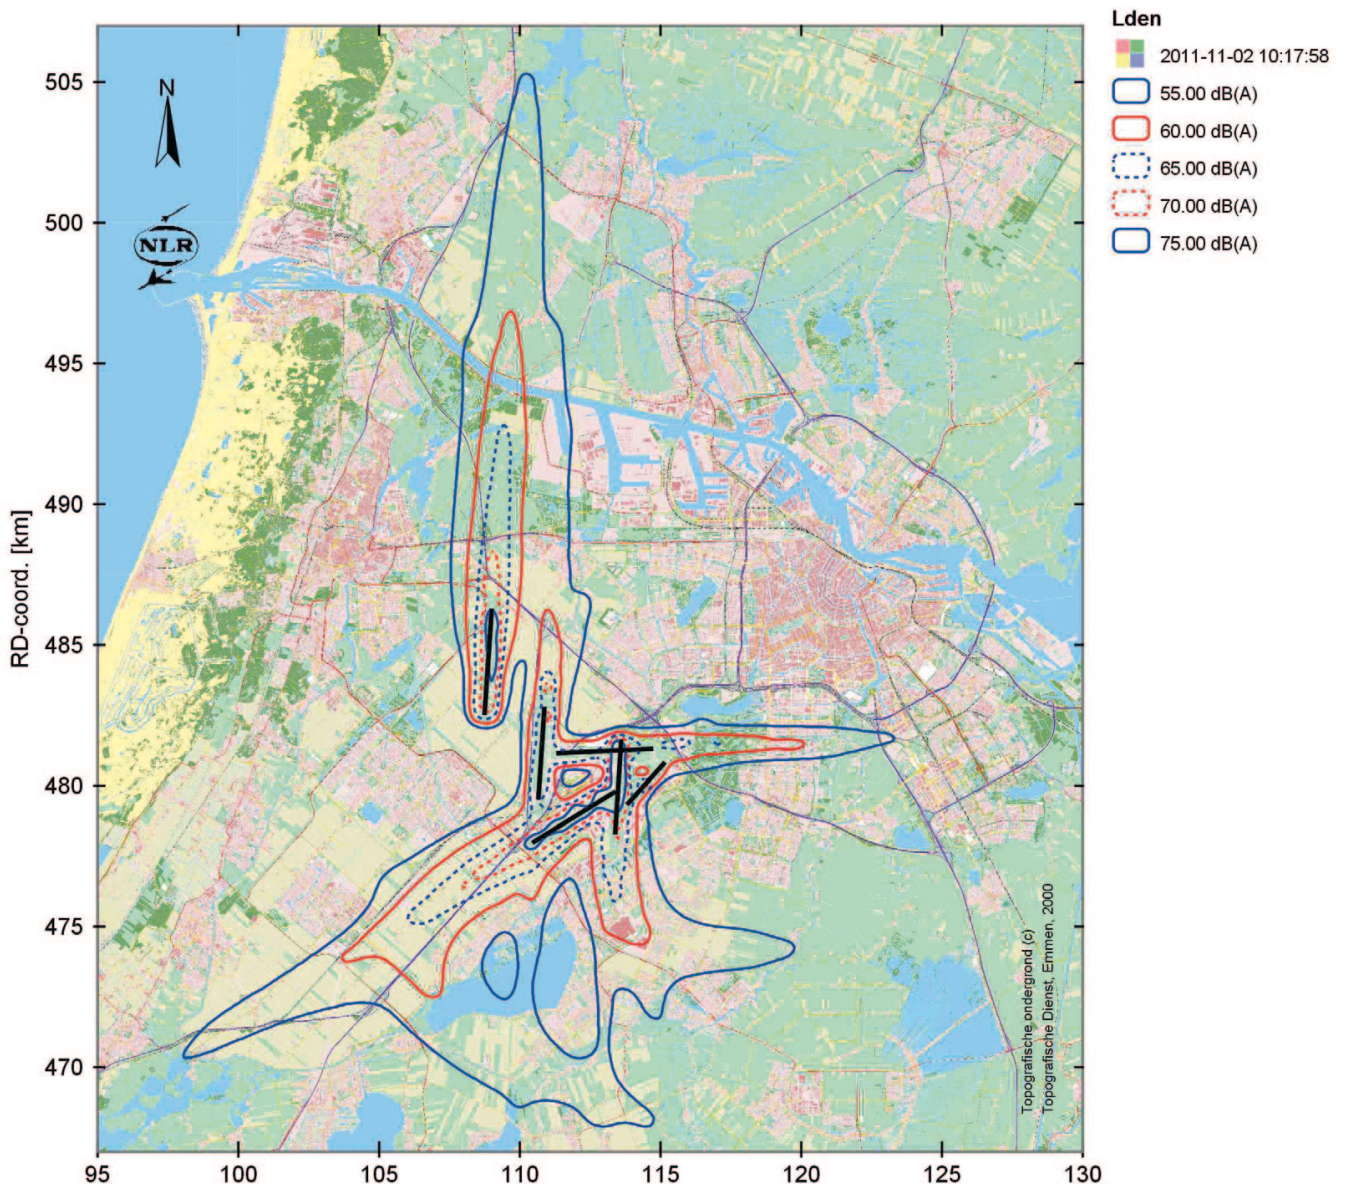 Lden
2011-11-02 10:17:58
55.00 dB(A)
60.00 dB(A)
65.00 dB(A)
70.00 dB(A)
75.00 dB(A)
N
NLR
RD-coord. [km]
505
500
495
490
485
480
475
470
95 100 105 110 115 120 125 130
Topografische ondergrond (c)
Topografische Dienst, Emmen, 2000